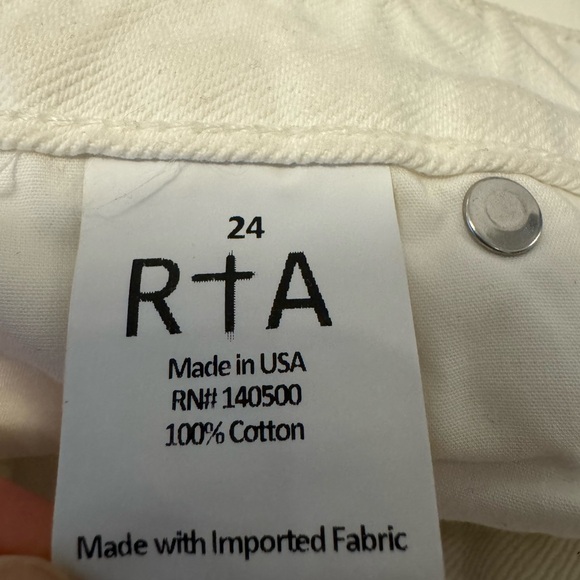 24
R†A
Made in USA
RN# 140500
100% Cotton
Made with Imported Fabric